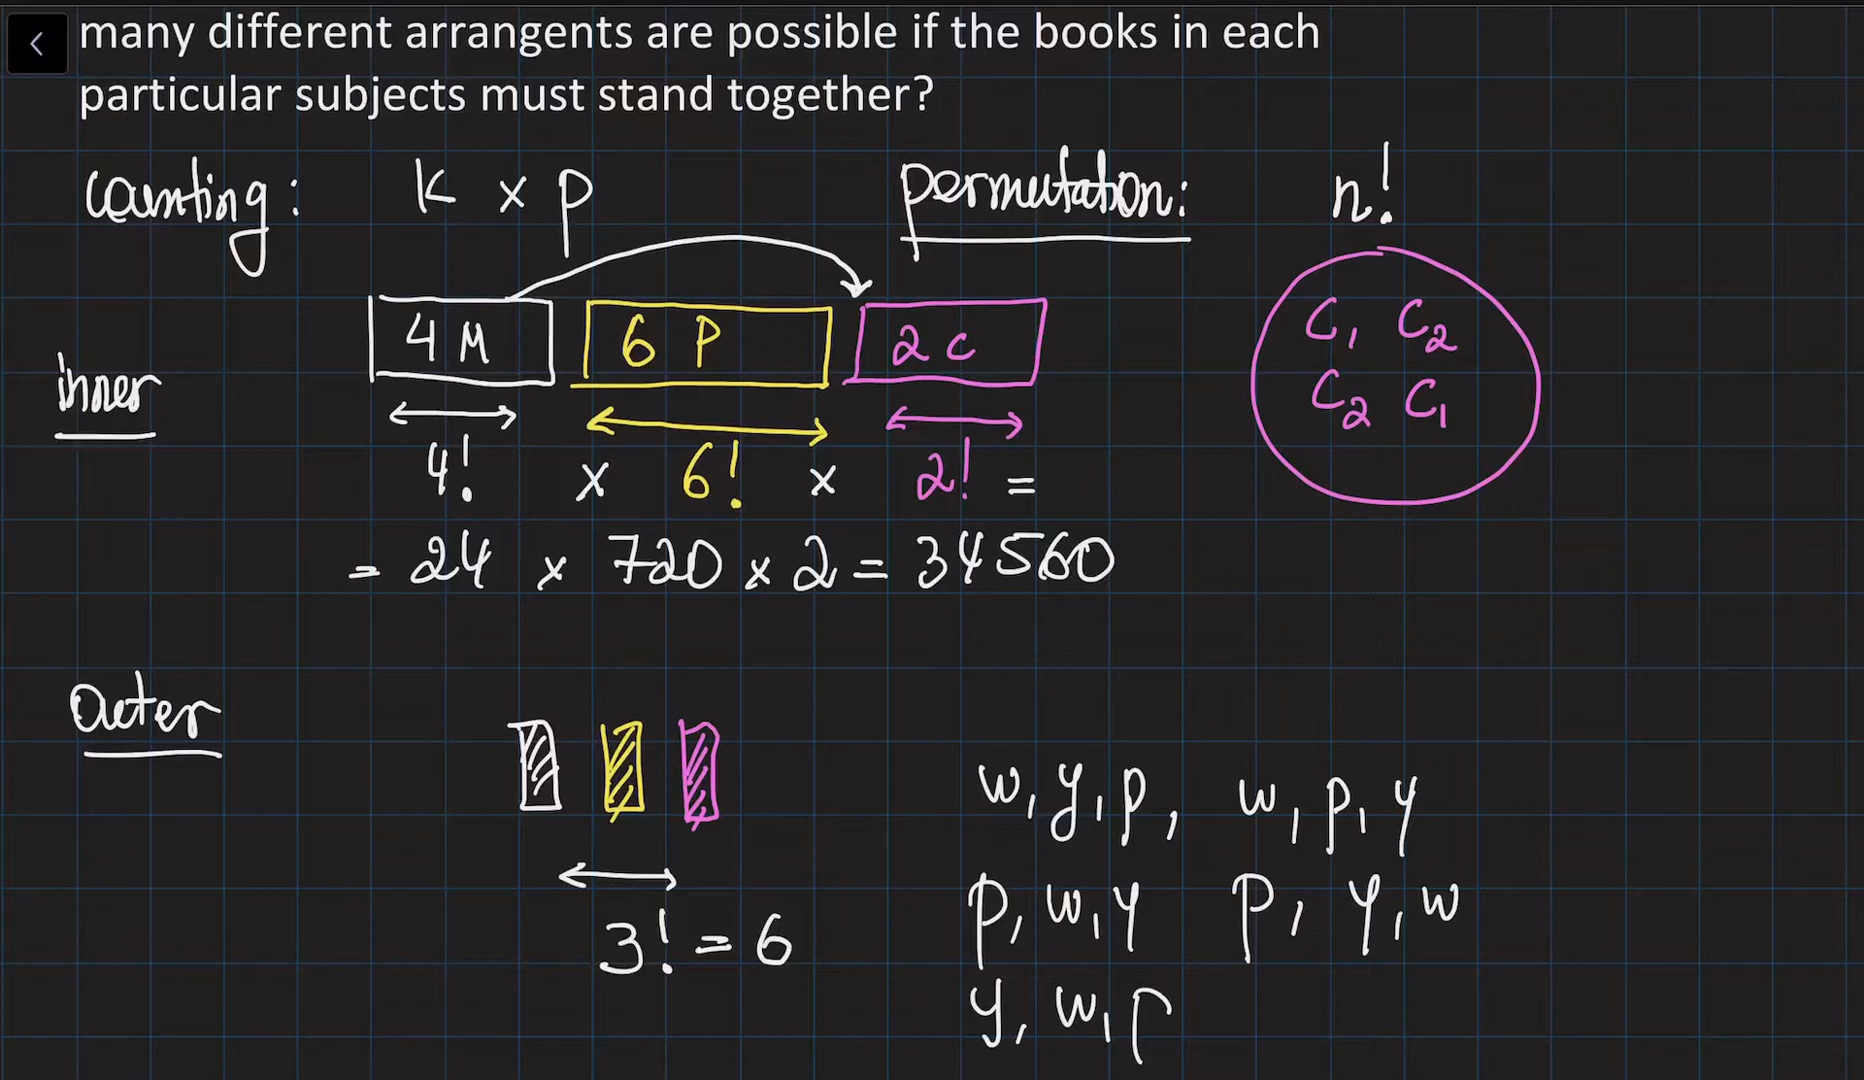 many different arrangents are possible if the books in each
particular subjects must stand together?
counting: k x p permutation: n!
4 M 6 P 2 C C1 C2
inner C2 C1
4! x 6! x 2! =
= 24 x 720 x 2 = 34560
outer
w, y, p, w, p, y
p, w, y p, y, w
3! = 6
y, w, p